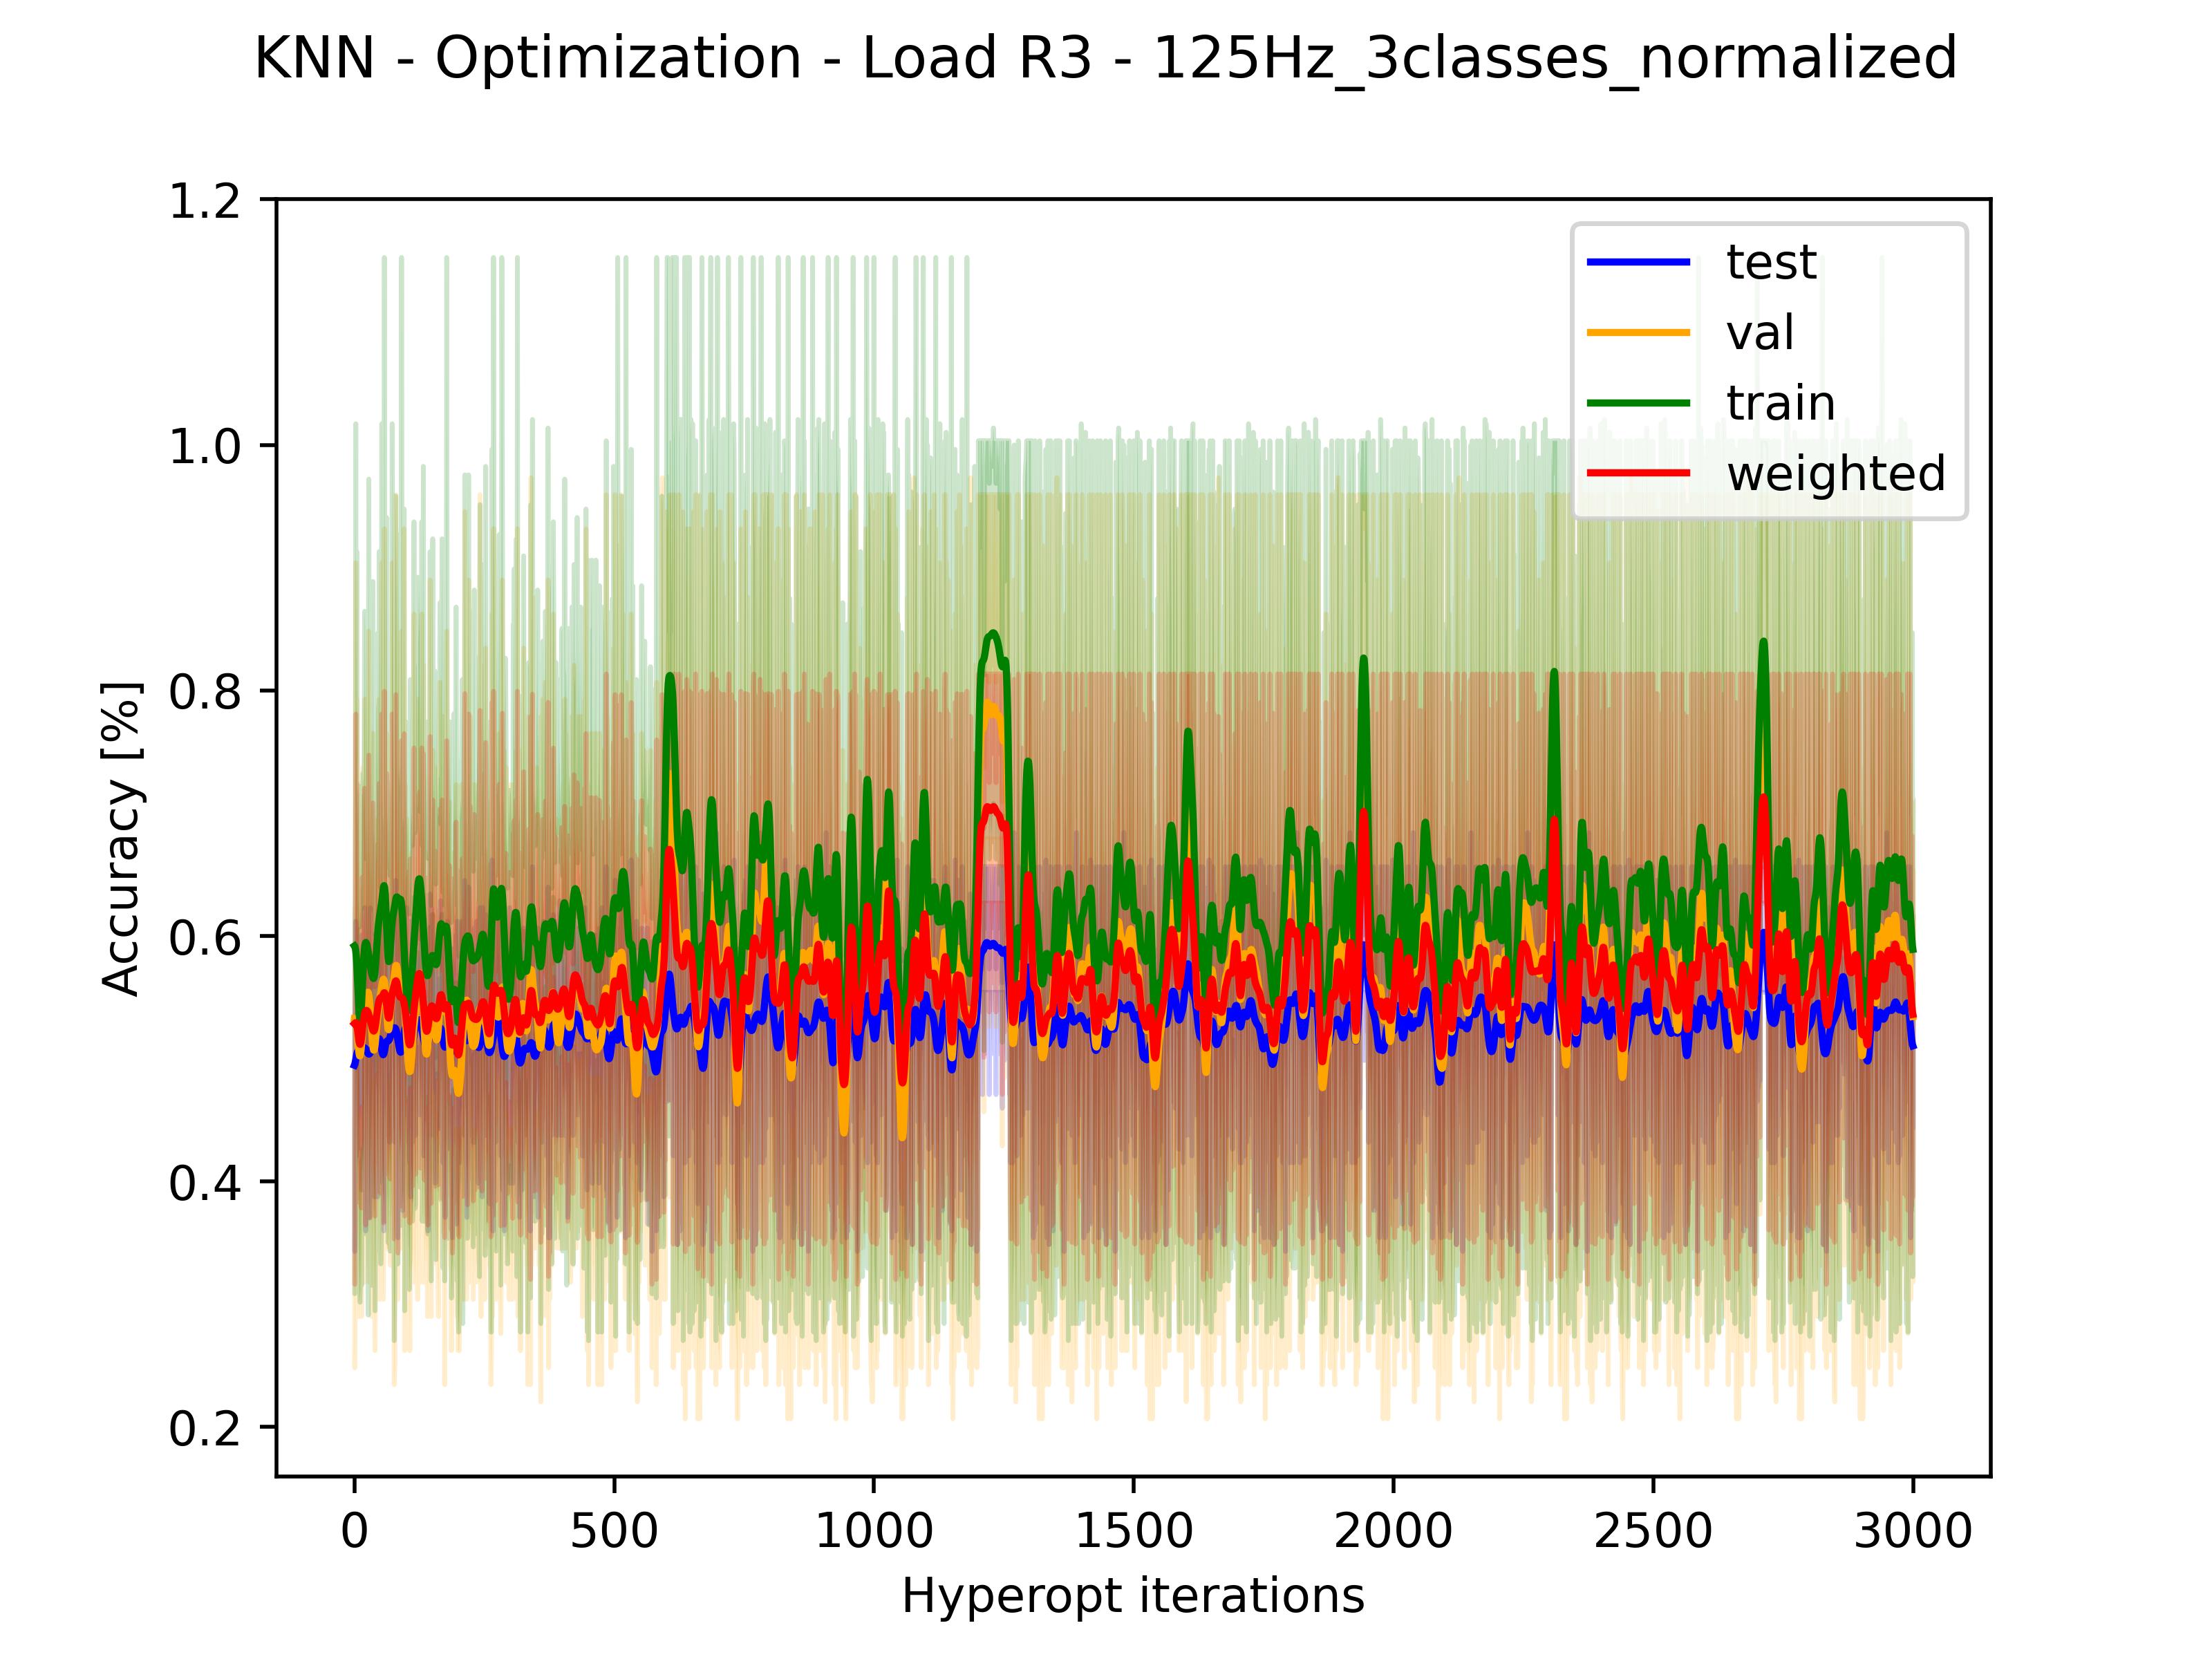 KNN - Optimization - Load R3 - 125Hz_3classes_normalized
1.2
1.0
0.8
0.6
0.4
0.2
Accuracy [%]
test
val
train
weighted
0 500 1000 1500 2000 2500 3000
Hyperopt iterations